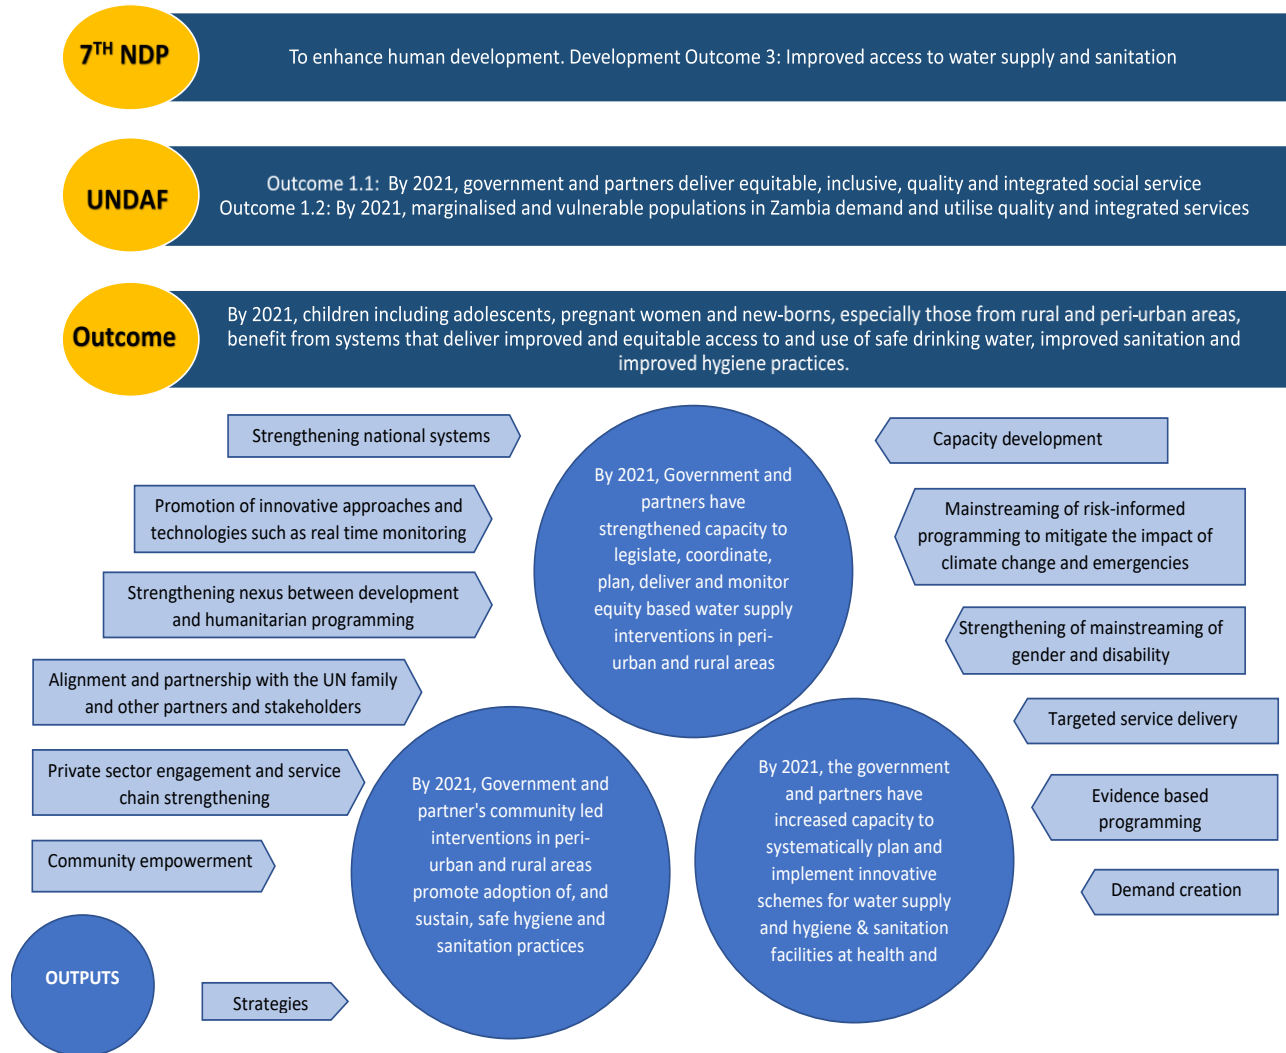 7TH NDP
To enhance human development. Development Outcome 3: Improved access to water supply and sanitation
UNDAF
Outcome 1.1: By 2021, government and partners deliver equitable, inclusive, quality and integrated social service
Outcome 1.2: By 2021, marginalised and vulnerable populations in Zambia demand and utilise quality and integrated services
Outcome
By 2021, children including adolescents, pregnant women and new-borns, especially those from rural and peri-urban areas,
benefit from systems that deliver improved and equitable access to and use of safe drinking water, improved sanitation and
improved hygiene practices.
Strengthening national systems
Promotion of innovative approaches and
technologies such as real time monitoring
Strengthening nexus between development
and humanitarian programming
Alignment and partnership with the UN family
and other partners and stakeholders
Private sector engagement and service
chain strengthening
Community empowerment
By 2021, Government and
partners have
strengthened capacity to
legislate, coordinate,
plan, deliver and monitor
equity based water supply
interventions in peri-
urban and rural areas
Capacity development
Mainstreaming of risk-informed
programming to mitigate the impact of
climate change and emergencies
Strengthening of mainstreaming of
gender and disability
Targeted service delivery
Evidence based
programming
Demand creation
By 2021, Government and
partner's community led
interventions in peri-
urban and rural areas
promote adoption of, and
sustain, safe hygiene and
sanitation practices
By 2021, the government
and partners have
increased capacity to
systematically plan and
implement innovative
schemes for water supply
and hygiene & sanitation
facilities at health and
OUTPUTS
Strategies